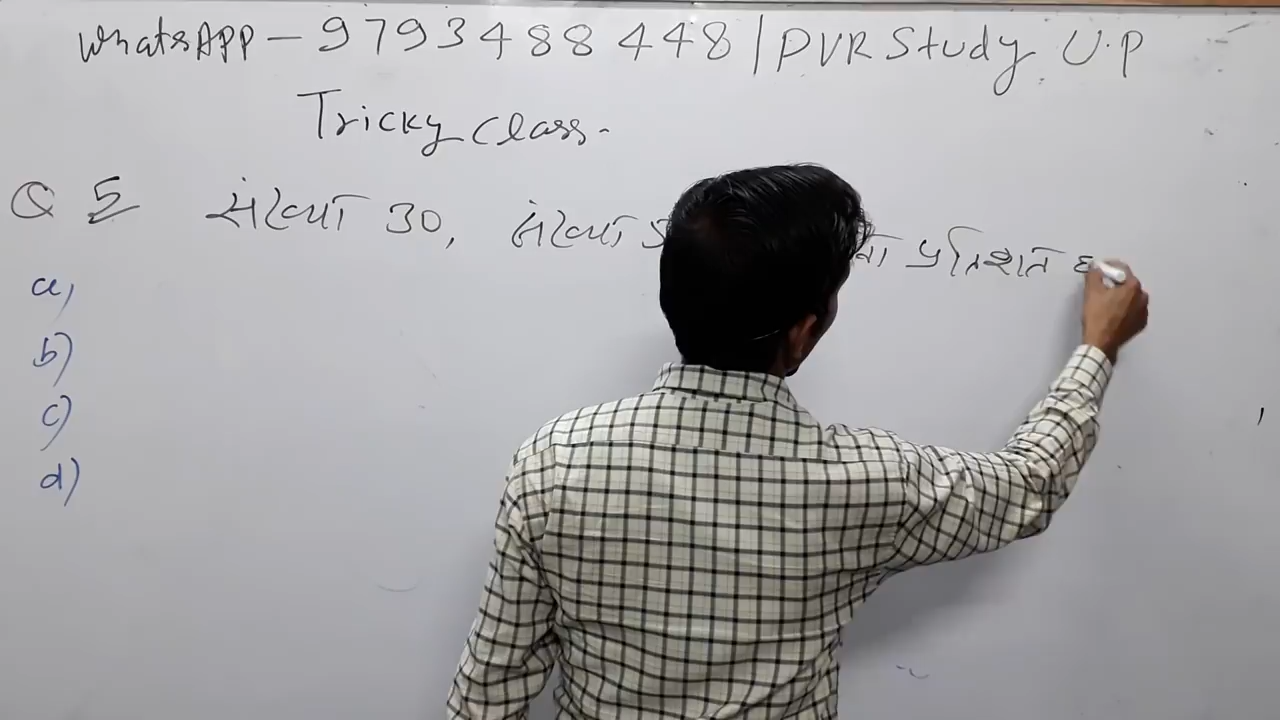 WhatsAPP - 9793488448 | PVR Study U.P
Tricky Class.
Q 5 संख्या 30, संख्या प्रतिशत
a)
b)
c)
d)